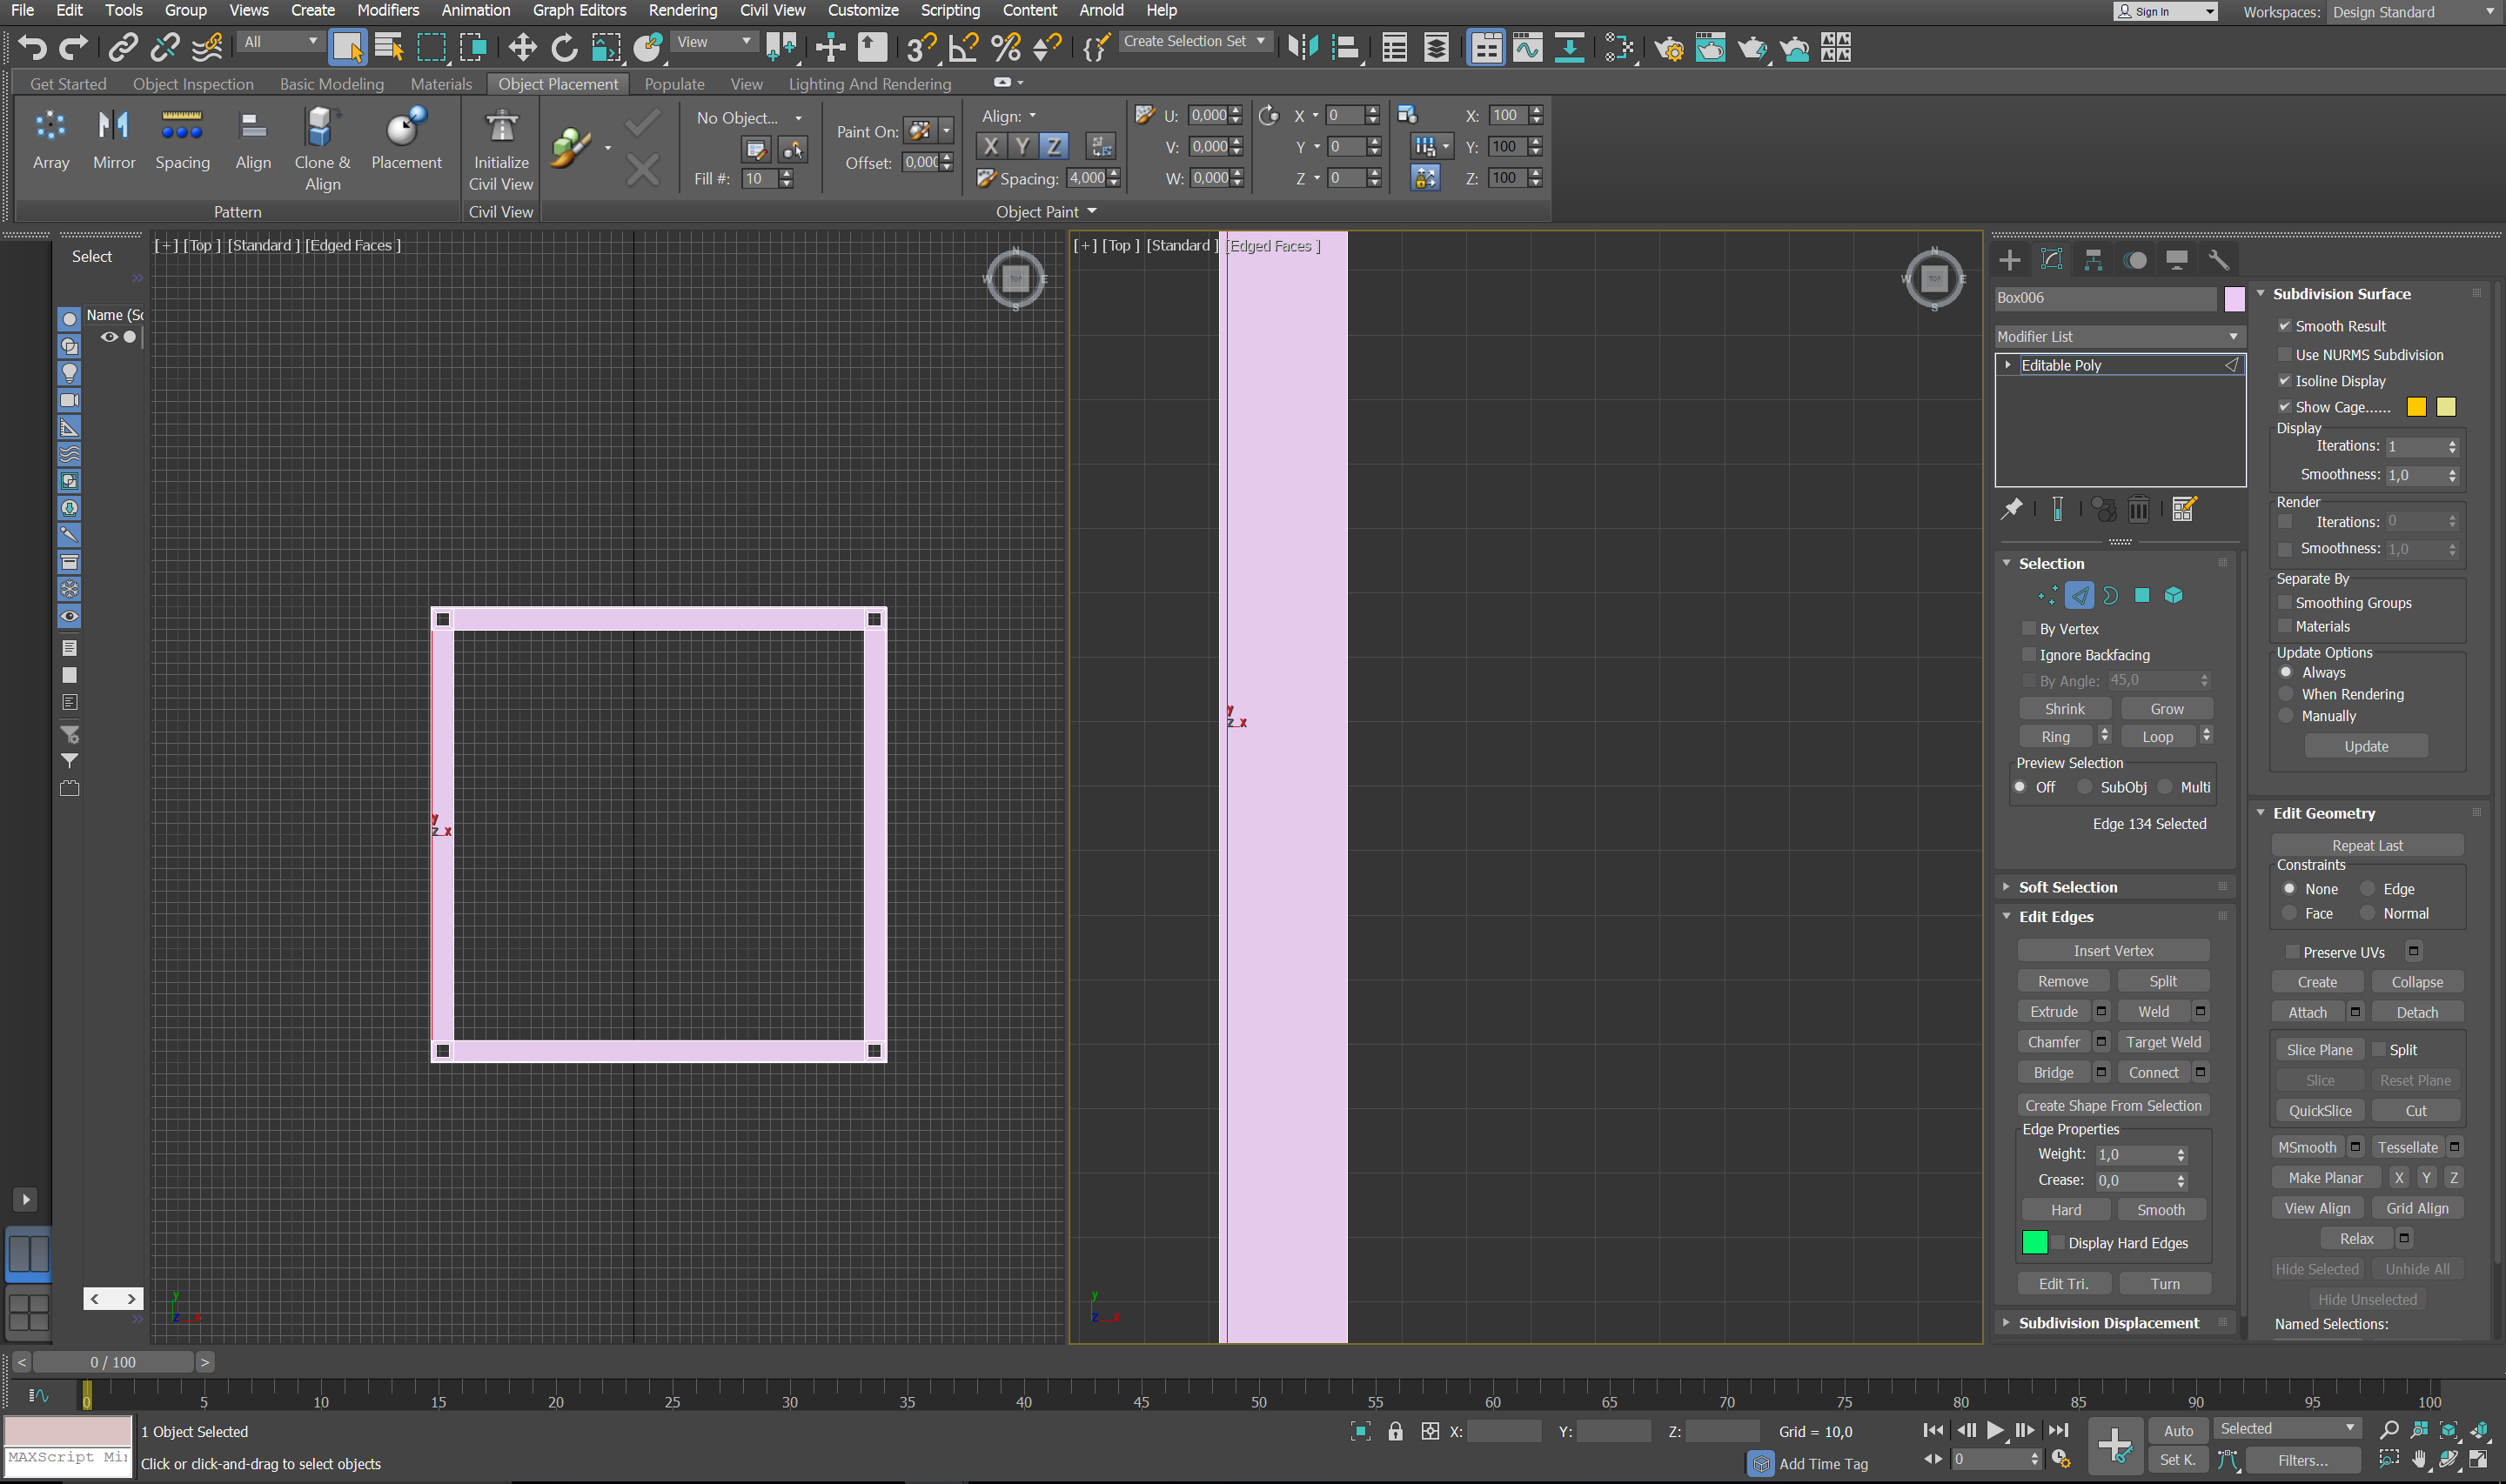 File Edit Tools Group Views Create Modifiers Animation Graph Editors Rendering Civil View Customize Scripting Content Arnold Help
Sign In Workspaces: Design Standard
All View Create Selection Set
Get Started Object Inspection Basic Modeling Materials Object Placement Populate View Lighting And Rendering
No Object... Align: U: 0,000 X 0 X: 100
Paint On: X Y Z V: 0,000 Y 0 Y: 100
Array Mirror Spacing Align Clone & Align Placement Initialize Civil View
Offset: 0,000
Fill #: 10 Spacing: 4,000 W: 0,000 Z 0 Z: 100
Pattern Civil View Object Paint
Select
Name (Sc
[+] [Top ] [Standard ] [Edged Faces ]
N W E S TOP
y
z x
y
z x
[+] [Top ] [Standard ] [Edged Faces ]
N W E S TOP
y
z x
y
z x
Box006
Modifier List
Editable Poly
Selection
By Vertex
Ignore Backfacing
By Angle: 45,0
Shrink Grow
Ring Loop
Preview Selection
Off SubObj Multi
Edge 134 Selected
Soft Selection
Edit Edges
Insert Vertex
Remove Split
Extrude Weld
Chamfer Target Weld
Bridge Connect
Create Shape From Selection
Edge Properties
Weight: 1,0
Crease: 0,0
Hard Smooth
Display Hard Edges
Edit Tri. Turn
Subdivision Displacement
Subdivision Surface
Smooth Result
Use NURMS Subdivision
Isoline Display
Show Cage......
Display
Iterations: 1
Smoothness: 1,0
Render
Iterations: 0
Smoothness: 1,0
Separate By
Smoothing Groups
Materials
Update Options
Always
When Rendering
Manually
Update
Edit Geometry
Repeat Last
Constraints
None Edge
Face Normal
Preserve UVs
Create Collapse
Attach Detach
Slice Plane Split
Slice Reset Plane
QuickSlice Cut
MSmooth Tessellate
Make Planar X Y Z
View Align Grid Align
Relax
Hide Selected Unhide All
Hide Unselected
Named Selections:
< 0 / 100 >
0 5 10 15 20 25 30 35 40 45 50 55 60 65 70 75 80 85 90 95 100
1 Object Selected X: Y: Z: Grid = 10,0 Auto Selected
MAXScript Mi
Click or click-and-drag to select objects Add Time Tag 0 Set K. Filters...